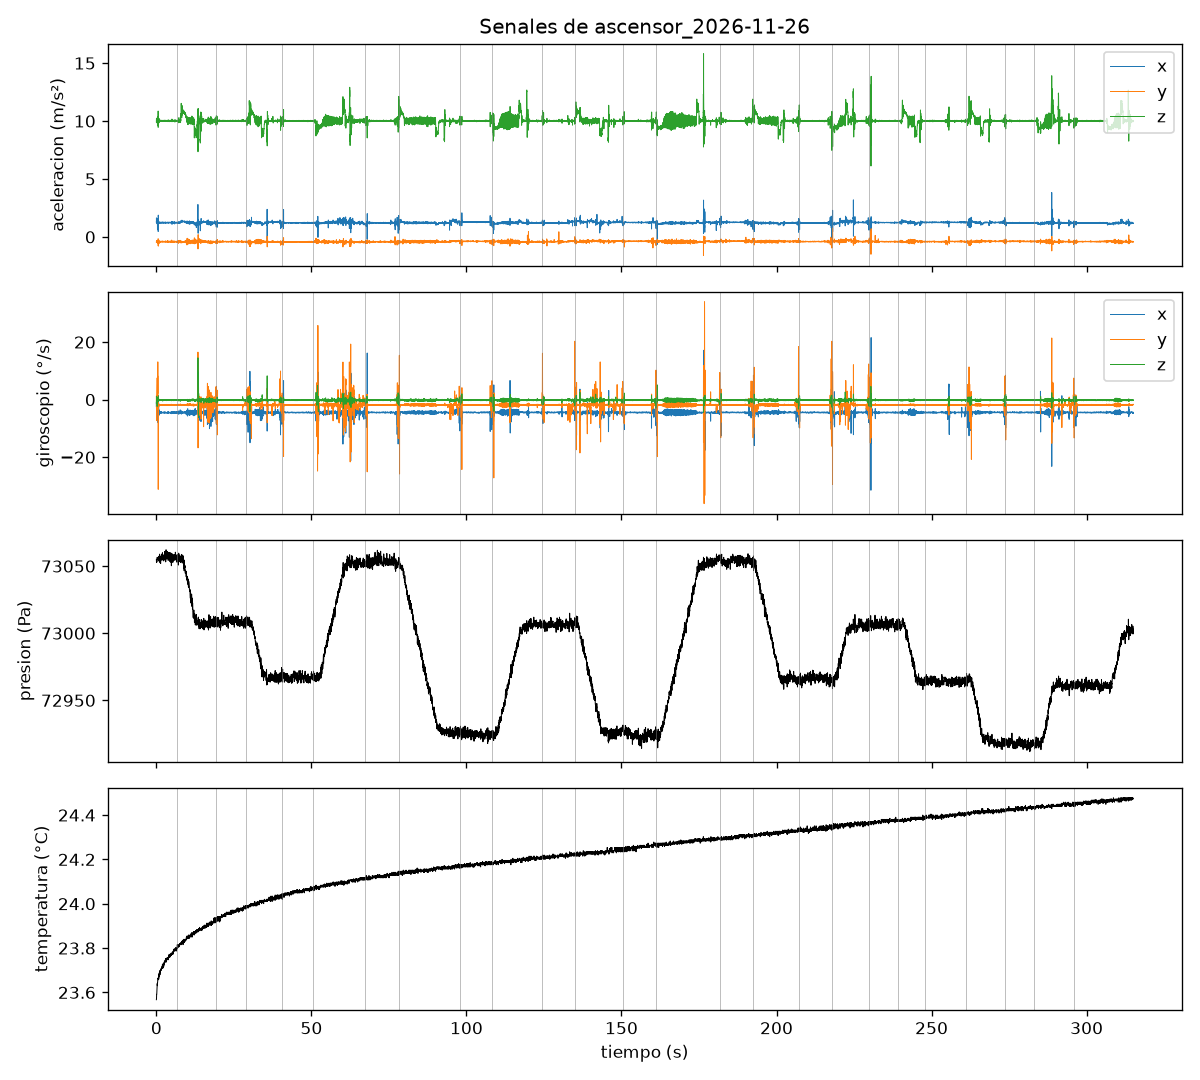 Senales de ascensor_2026-11-26
aceleracion (m/s²)
15
10
5
0
x
y
z
giroscopio (°/s)
20
0
−20
x
y
z
presion (Pa)
73050
73000
72950
temperatura (°C)
24.4
24.2
24.0
23.8
23.6
0 50 100 150 200 250 300
tiempo (s)